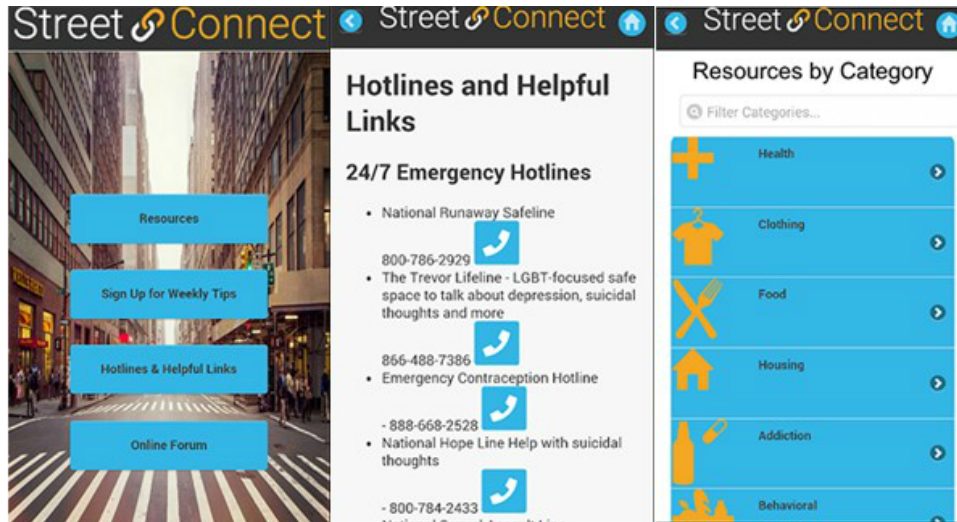 Street Connect
Resources
Sign Up for Weekly Tips
Hotlines & Helpful Links
Online Forum
Street Connect
Hotlines and Helpful
Links
24/7 Emergency Hotlines
• National Runaway Safeline
800-786-2929
• The Trevor Lifeline - LGBT-focused safe
space to talk about depression, suicidal
thoughts and more
866-488-7386
• Emergency Contraception Hotline
- 888-668-2528
• National Hope Line Help with suicidal
thoughts
- 800-784-2433
Street Connect
Resources by Category
Filter Categories...
Health
Clothing
Food
Housing
Addiction
Behavioral